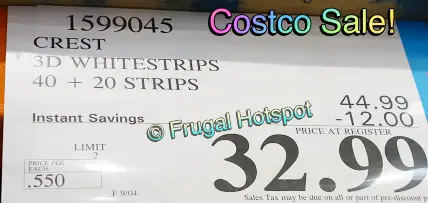 Costco Sale!
1599045
CREST
3D WHITESTRIPS
40 + 20 STRIPS
44.99
Instant Savings -12.00
© Frugal Hotspot
PRICE AT REGISTER
32.99
LIMIT
2
PRICE PER
EACH
.550
F 9/04
Sales Tax may be due on all or part of pre-discount p